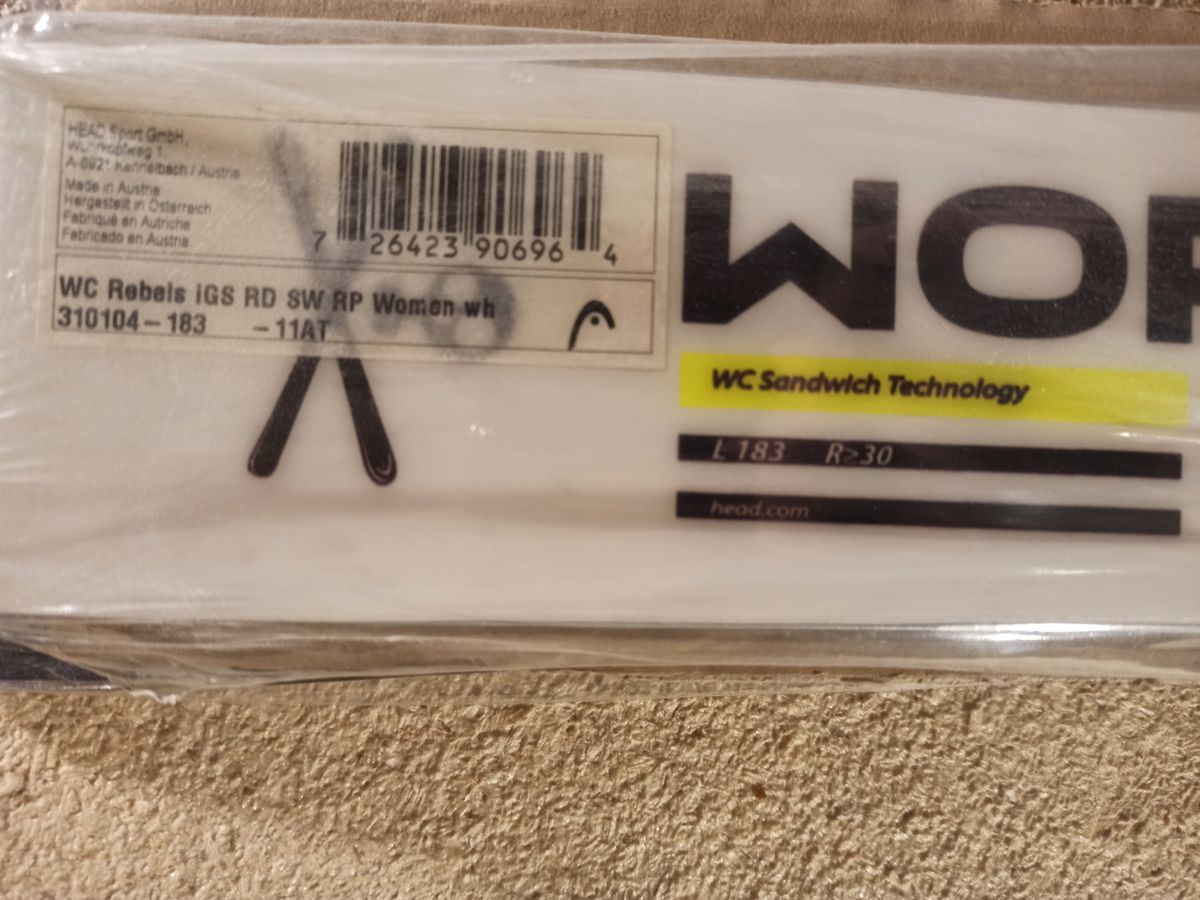 HEAD Sport GmbH,
Wuhrkopfweg 1,
A-6921 Kennelbach / Austria
Made in Austria
Hergestellt in Österreich
Fabriqué en Autriche
Fabricado en Austria
7 26423 90696 4
WC Rebels iGS RD SW RP Women wh
310104-183 -11AT
WOR
WC Sandwich Technology
L 183 R≥30
head.com